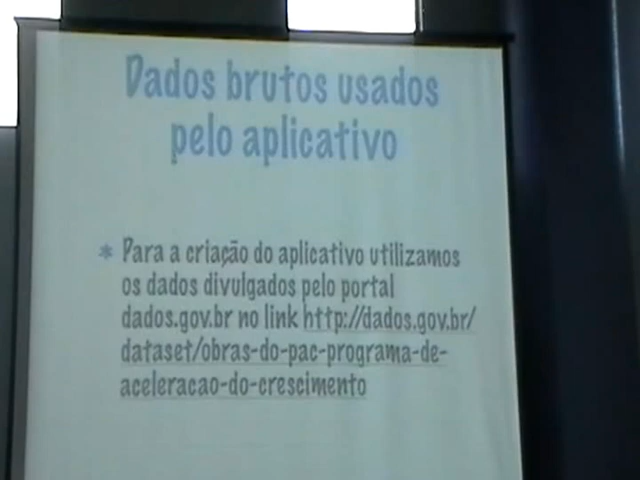 Dados brutos usados
pelo aplicativo
* Para a criação do aplicativo utilizamos
os dados divulgados pelo portal
dados.gov.br no link http://dados.gov.br/
dataset/obras-do-pac-programa-de-
aceleracao-do-crescimento